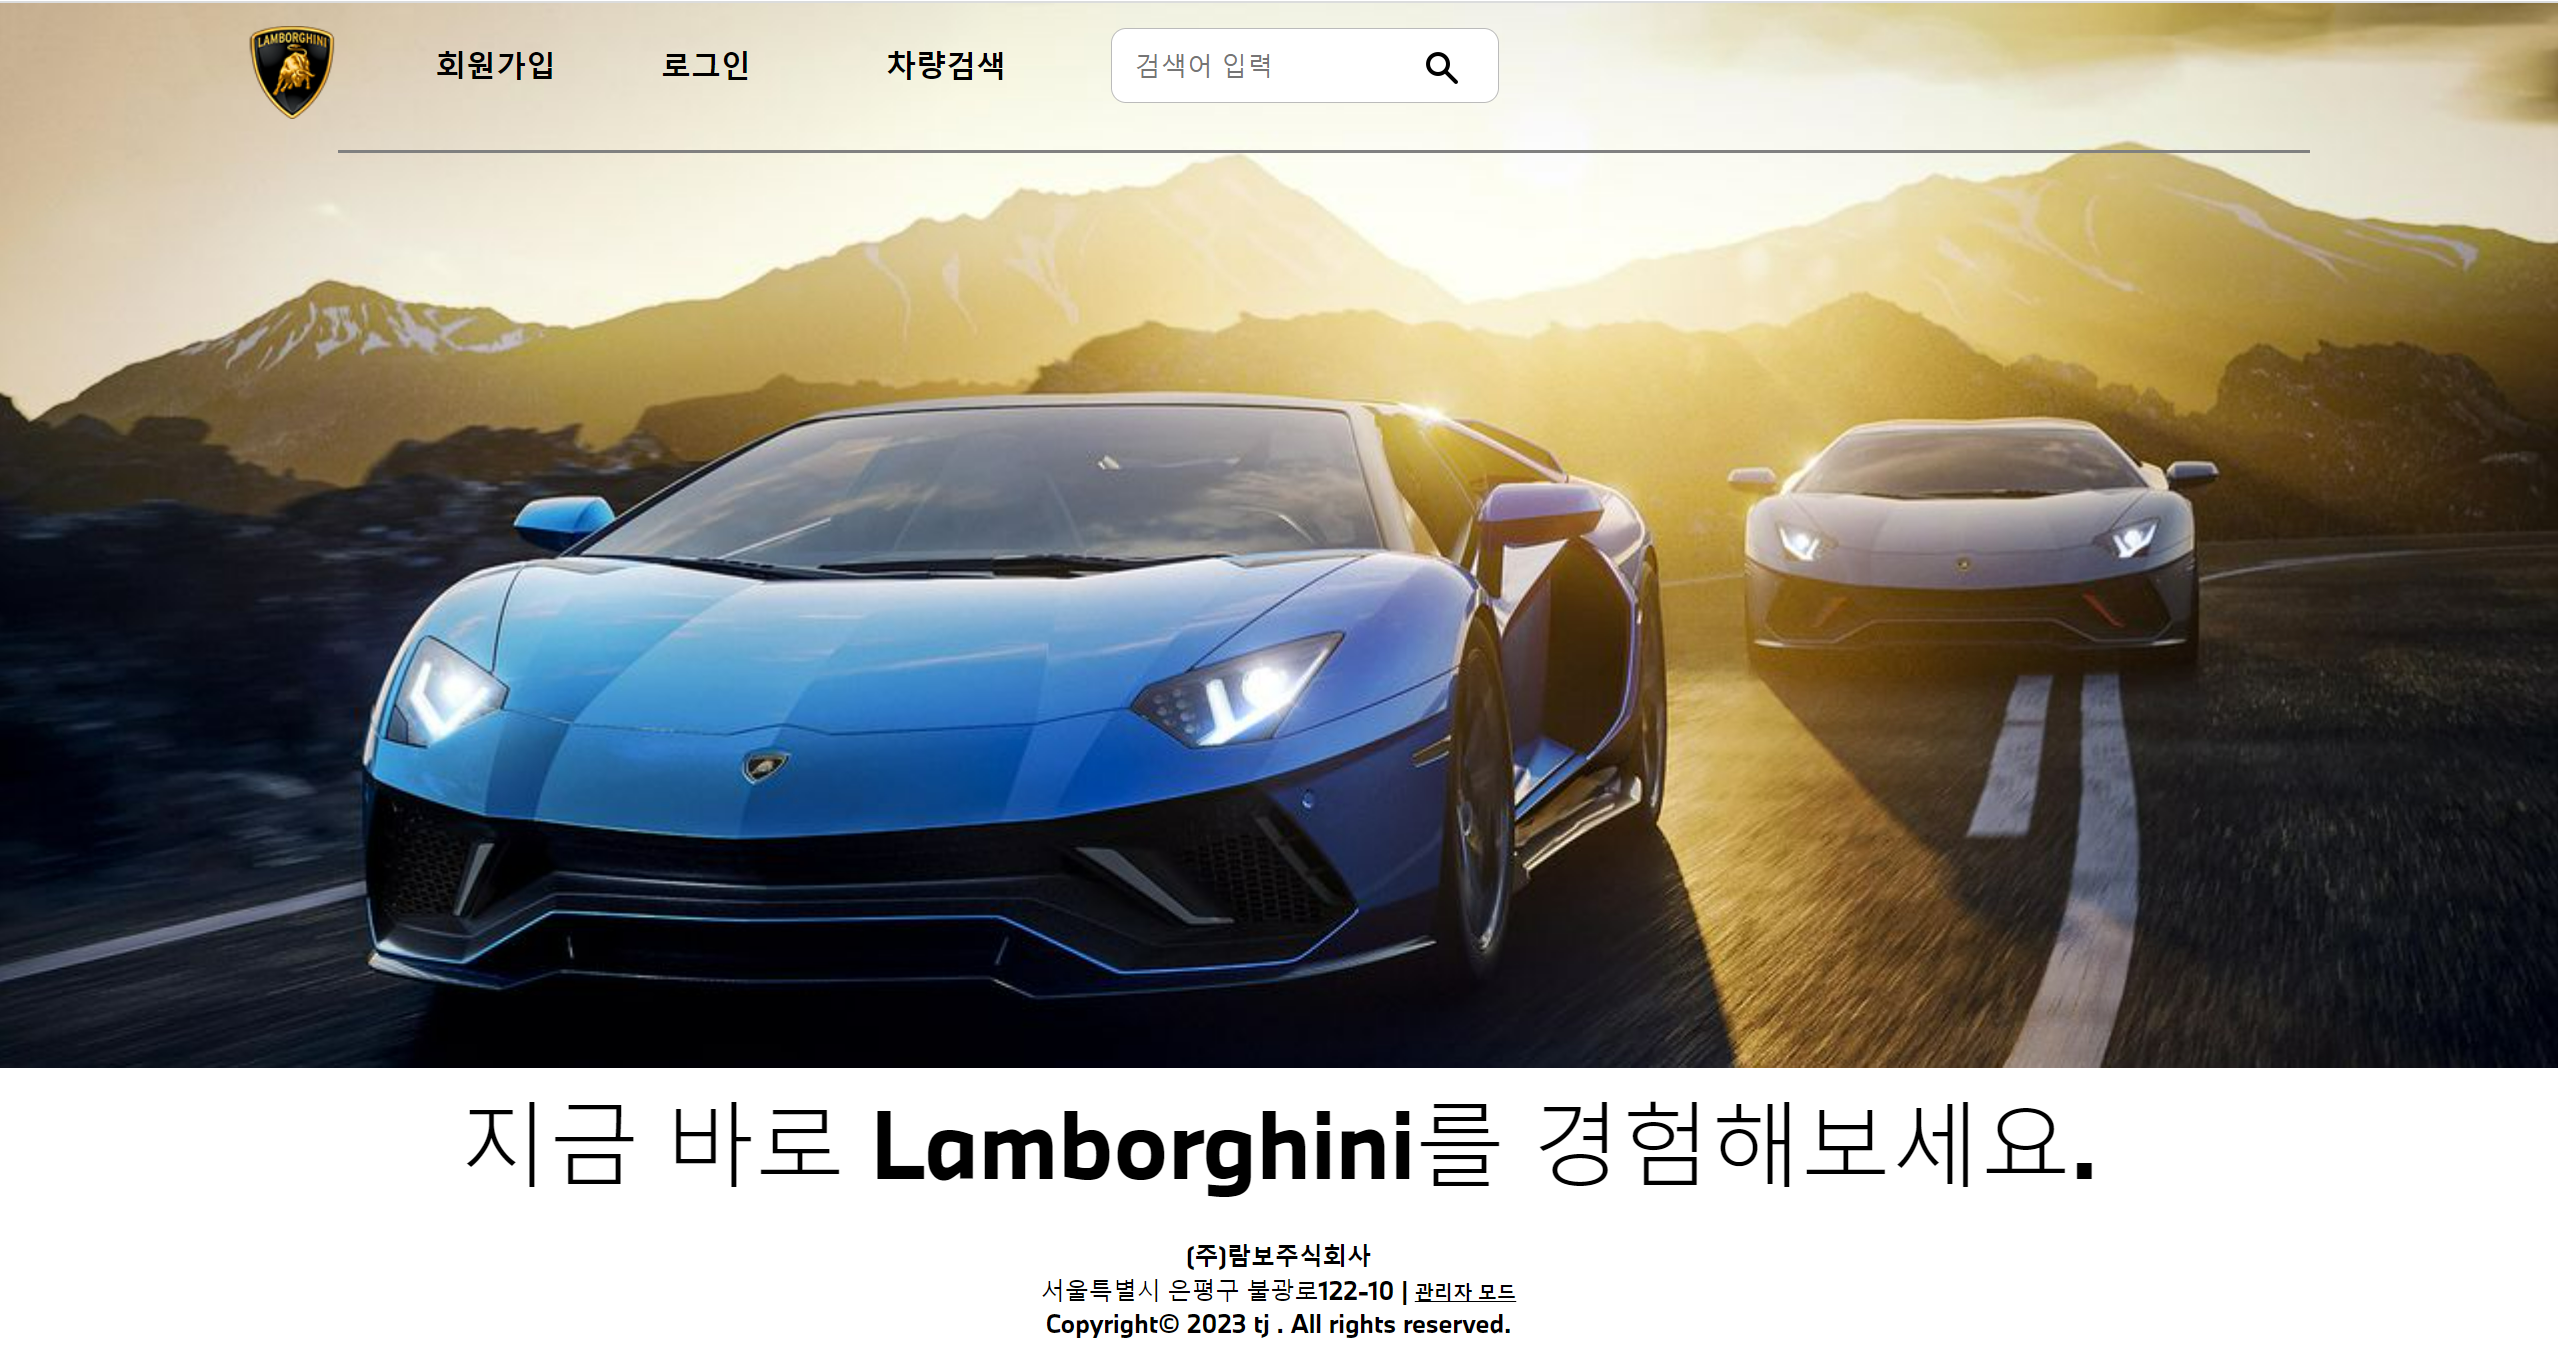 LAMBORGHINI
회원가입 로그인 차량검색 검색어 입력
지금 바로 Lamborghini를 경험해보세요.
(주)람보주식회사
서울특별시 은평구 불광로122-10 | 관리자 모드
Copyright© 2023 tj . All rights reserved.